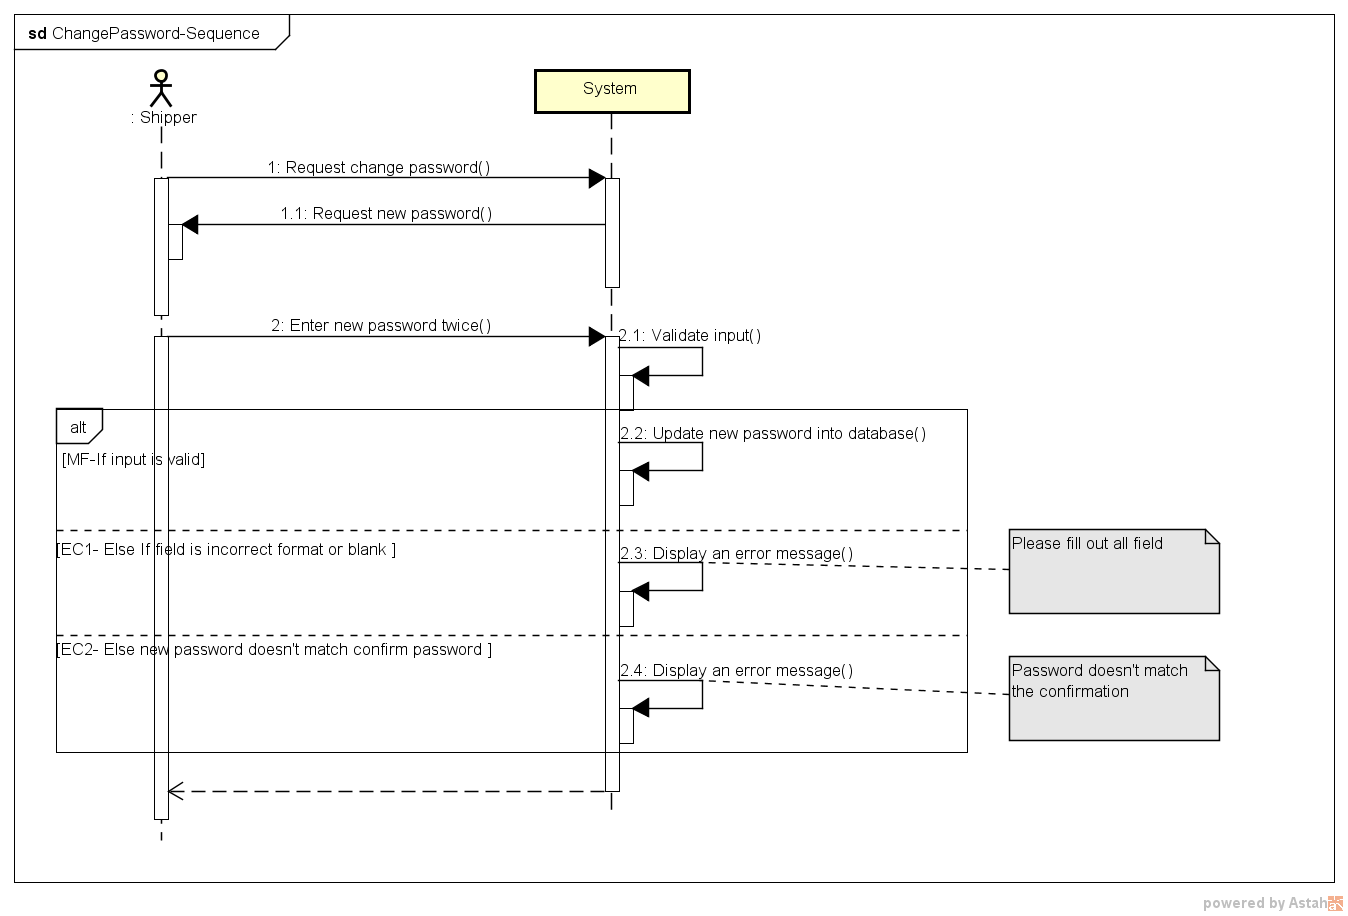 sd ChangePassword-Sequence
System
: Shipper
1: Request change password()
1.1: Request new password()
2: Enter new password twice()
2.1: Validate input()
alt
2.2: Update new password into database()
[MF-If input is valid]
[EC1- Else If field is incorrect format or blank ]
2.3: Display an error message()
Please fill out all field
[EC2- Else new password doesn't match confirm password ]
2.4: Display an error message()
Password doesn't match
the confirmation
powered by Astah